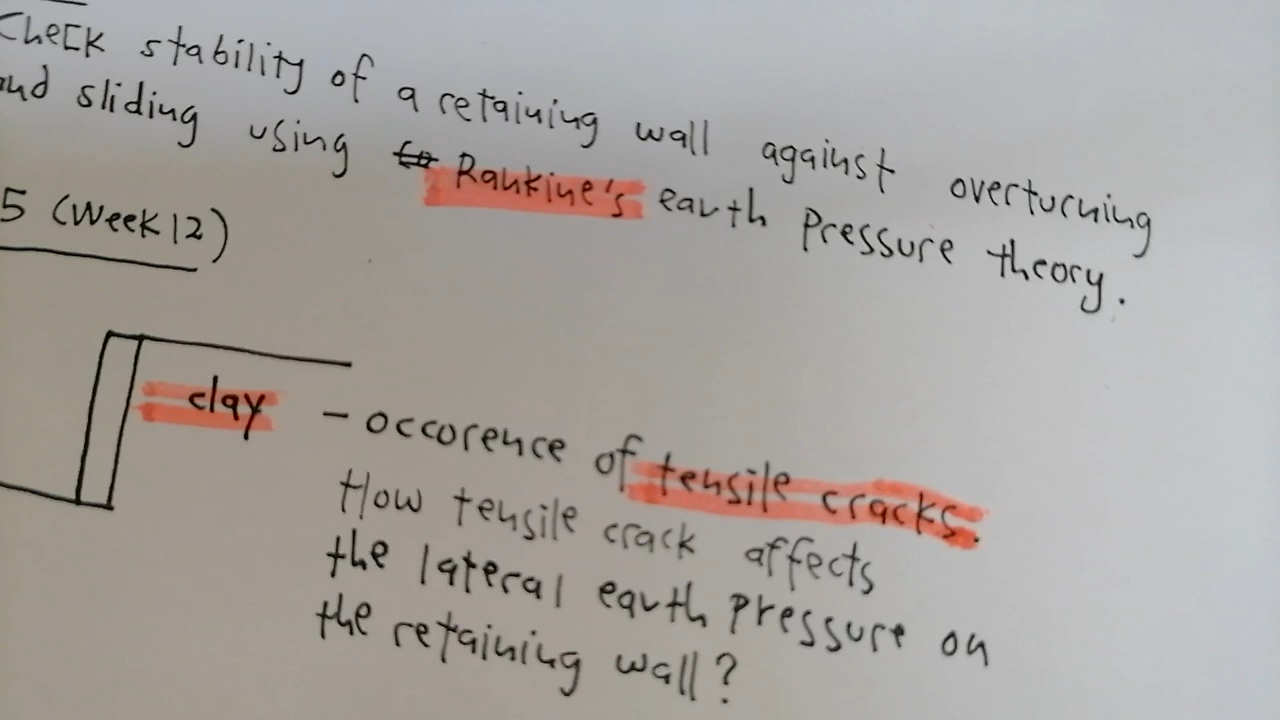 Check stability of a retaining wall against overturning
and sliding using Rankine's earth pressure theory.
5 (Week 12)
clay - occorence of tensile cracks.
How tensile crack affects
the lateral earth pressure on
the retaining wall?